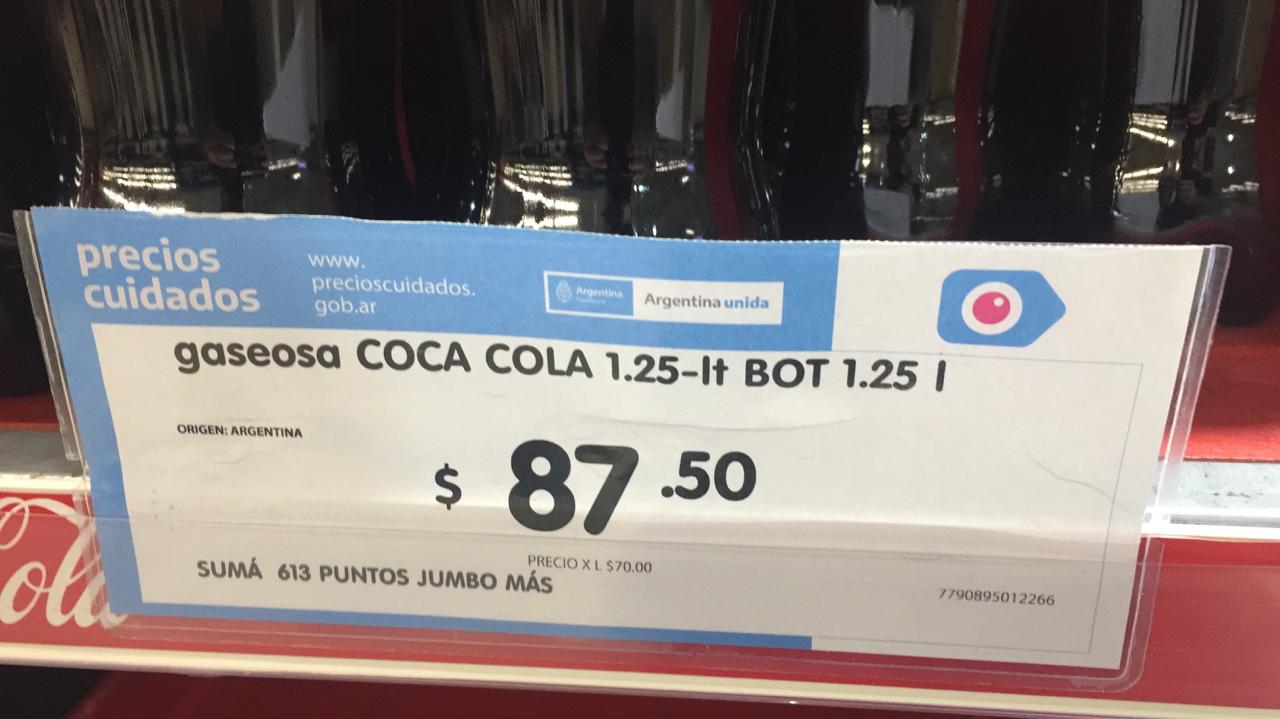 precios
cuidados
www.
precioscuidados.
gob.ar
Argentina
Argentina unida
gaseosa COCA COLA 1.25-lt BOT 1.25 l
ORIGEN: ARGENTINA
$ 87.50
PRECIO X L $70.00
SUMÁ 613 PUNTOS JUMBO MÁS
7790895012266
Cola